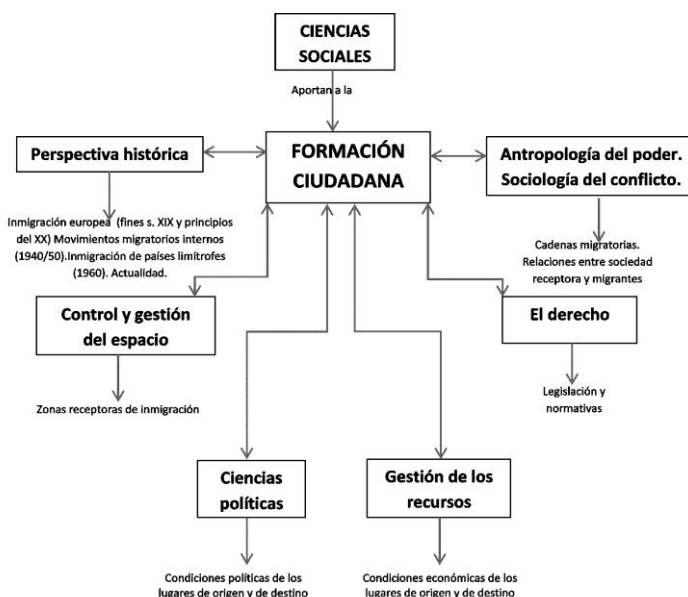 CIENCIAS
SOCIALES
Aportan a la
FORMACIÓN
CIUDADANA
Perspectiva histórica
Inmigración europea (fines s. XIX y principios
del XX) Movimientos migratorios internos
(1940/50).Inmigración de países limítrofes
(1960). Actualidad.
Antropología del poder.
Sociología del conflicto.
Cadenas migratorias.
Relaciones entre sociedad
receptora y migrantes
Control y gestión
del espacio
Zonas receptoras de inmigración
El derecho
Legislación y
normativas
Ciencias
políticas
Condiciones políticas de los
lugares de origen y de destino
Gestión de los
recursos
Condiciones económicas de los
lugares de origen y de destino